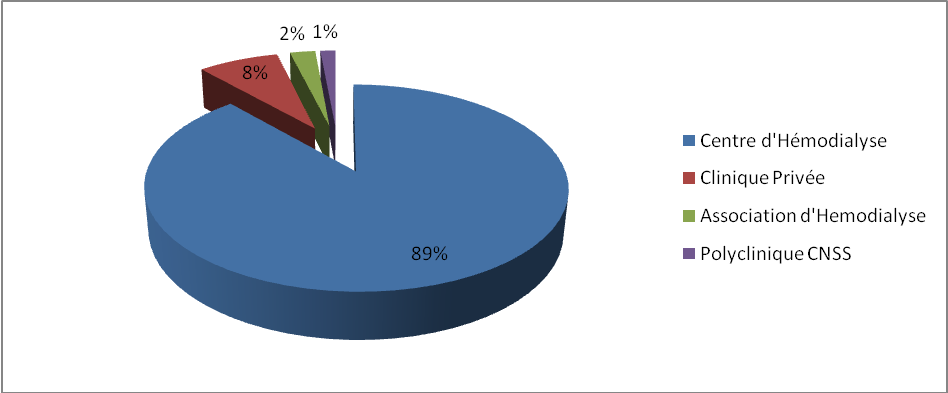 2%
1%
8%
89%
Centre d'Hémodialyse
Clinique Privée
Association d'Hemodialyse
Polyclinique CNSS